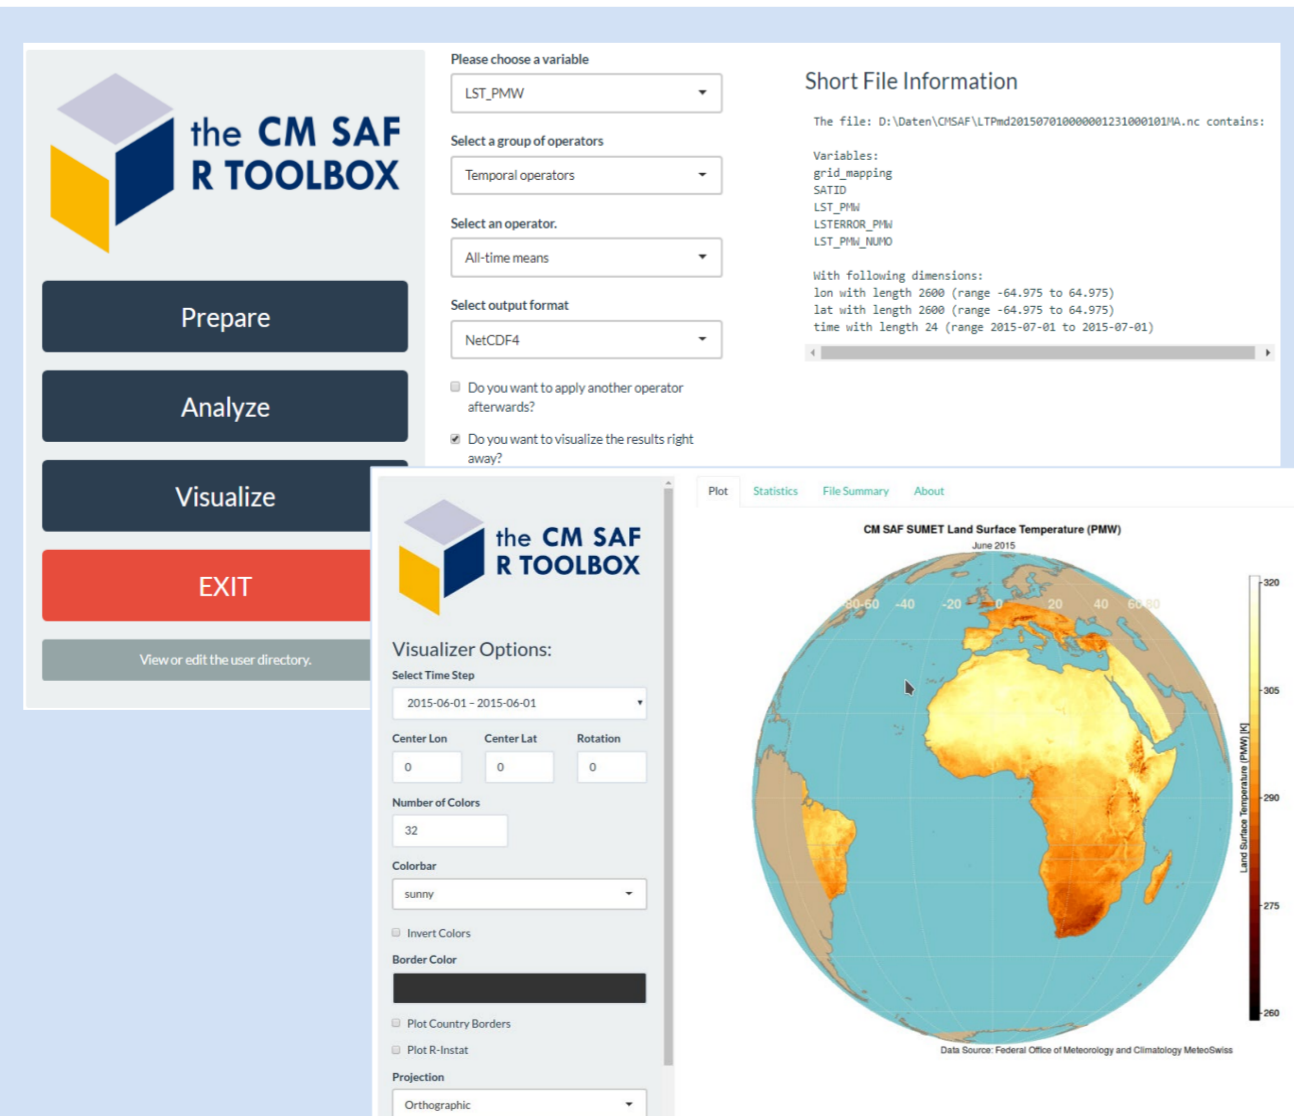 the CM SAF
R TOOLBOX
Prepare
Analyze
Visualize
EXIT
View or edit the user directory.
Please choose a variable
LST_PMW
Select a group of operators
Temporal operators
Select an operator.
All-time means
Select output format
NetCDF4
Do you want to apply another operator
afterwards?
Do you want to visualize the results right
away?
Short File Information
The file: D:\Daten\CMSAF\LTPmd201507010000001231000101MA.nc contains:
Variables:
grid_mapping
SATID
LST_PMW
LSTERROR_PMW
LST_PMW_NUMO
With following dimensions:
lon with length 2600 (range -64.975 to 64.975)
lat with length 2600 (range -64.975 to 64.975)
time with length 24 (range 2015-07-01 to 2015-07-01)
the CM SAF
R TOOLBOX
Visualizer Options:
Select Time Step
2015-06-01 - 2015-06-01
Center Lon Center Lat Rotation
0 0 0
Number of Colors
32
Colorbar
sunny
Invert Colors
Border Color
Plot Country Borders
Plot R-Instat
Projection
Orthographic
Plot Statistics File Summary About
CM SAF SUMET Land Surface Temperature (PMW)
June 2015
-80 -60 -40 -20 0 20 40 60 80
320
305
290
275
260
Land Surface Temperature (PMW) [K]
Data Source: Federal Office of Meteorology and Climatology MeteoSwiss